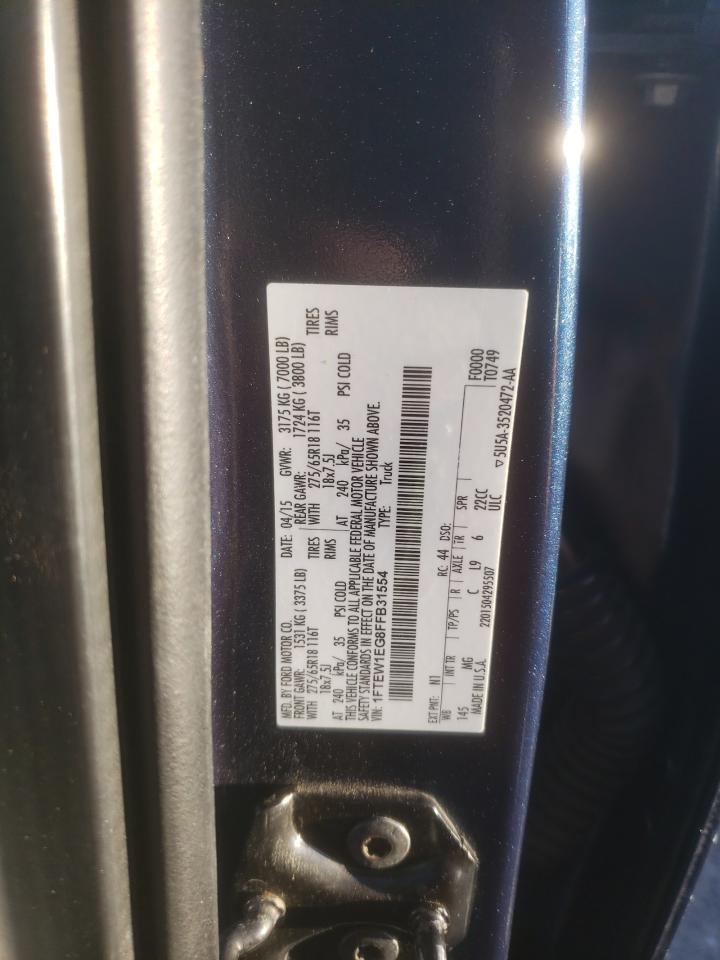 MFD. BY FORD MOTOR CO. DATE: 04/15 GVWR: 3175 KG ( 7000 LB)
FRONT GAWR: 1531 KG ( 3375 LB) REAR GAWR: 1724 KG ( 3800 LB)
WITH 275/65R18 116T TIRES WITH 275/65R18 116T TIRES
18x7.5J RIMS 18x7.5J RIMS
AT 240 kPa/ 35 PSI COLD AT 240 kPa/ 35 PSI COLD
THIS VEHICLE CONFORMS TO ALL APPLICABLE FEDERAL MOTOR VEHICLE
SAFETY STANDARDS IN EFFECT ON THE DATE OF MANUFACTURE SHOWN ABOVE.
VIN: 1FTEW1EG8FFB31554 TYPE: Truck
EXT PNT: N1 RC: 44 DSO: F0000
WB INT TR TP/PS R AXLE TR SPR T0749
145 MG C L9 6 22CC
MADE IN U.S.A. 2201504295507 ULC ▽5U5A-3520472-AA